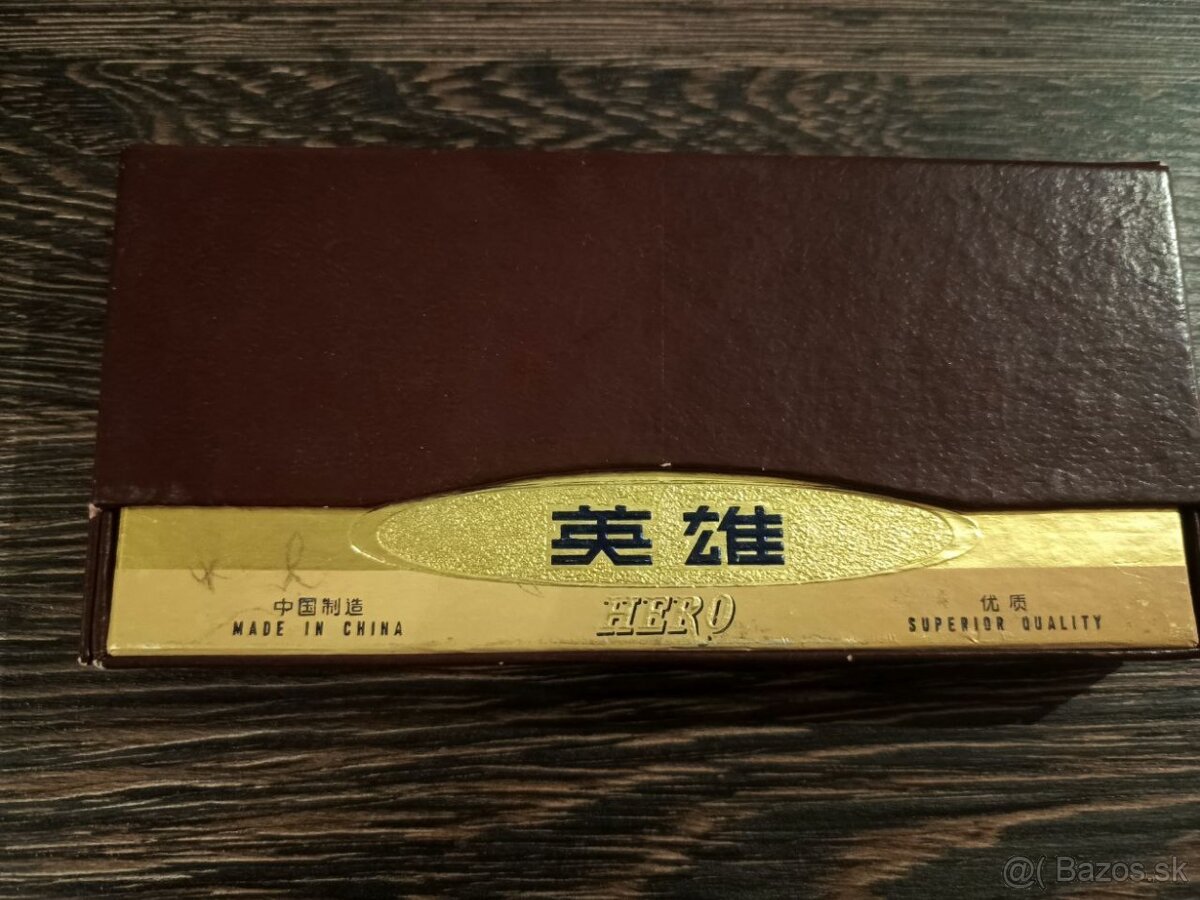 英雄
HERO
中国制造
MADE IN CHINA
优质
SUPERIOR QUALITY
@( Bazos.sk